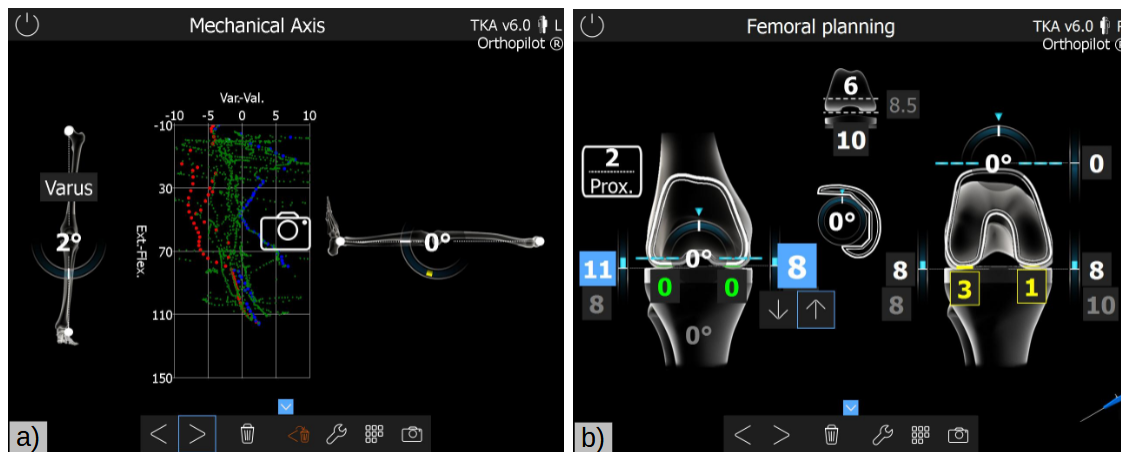 Mechanical Axis
TKA v6.0 L
Orthopilot ®
Var.-Val.
-10 -5 0 5 10
-10
30
70
110
150
Ext.-Flex.
Varus
2°
0°
a)
Femoral planning
TKA v6.0
Orthopilot ®
6
8.5
10
2
Prox.
0°
0°
0
0°
11
8
8
0
0
0°
8
8
3
1
8
10
b)